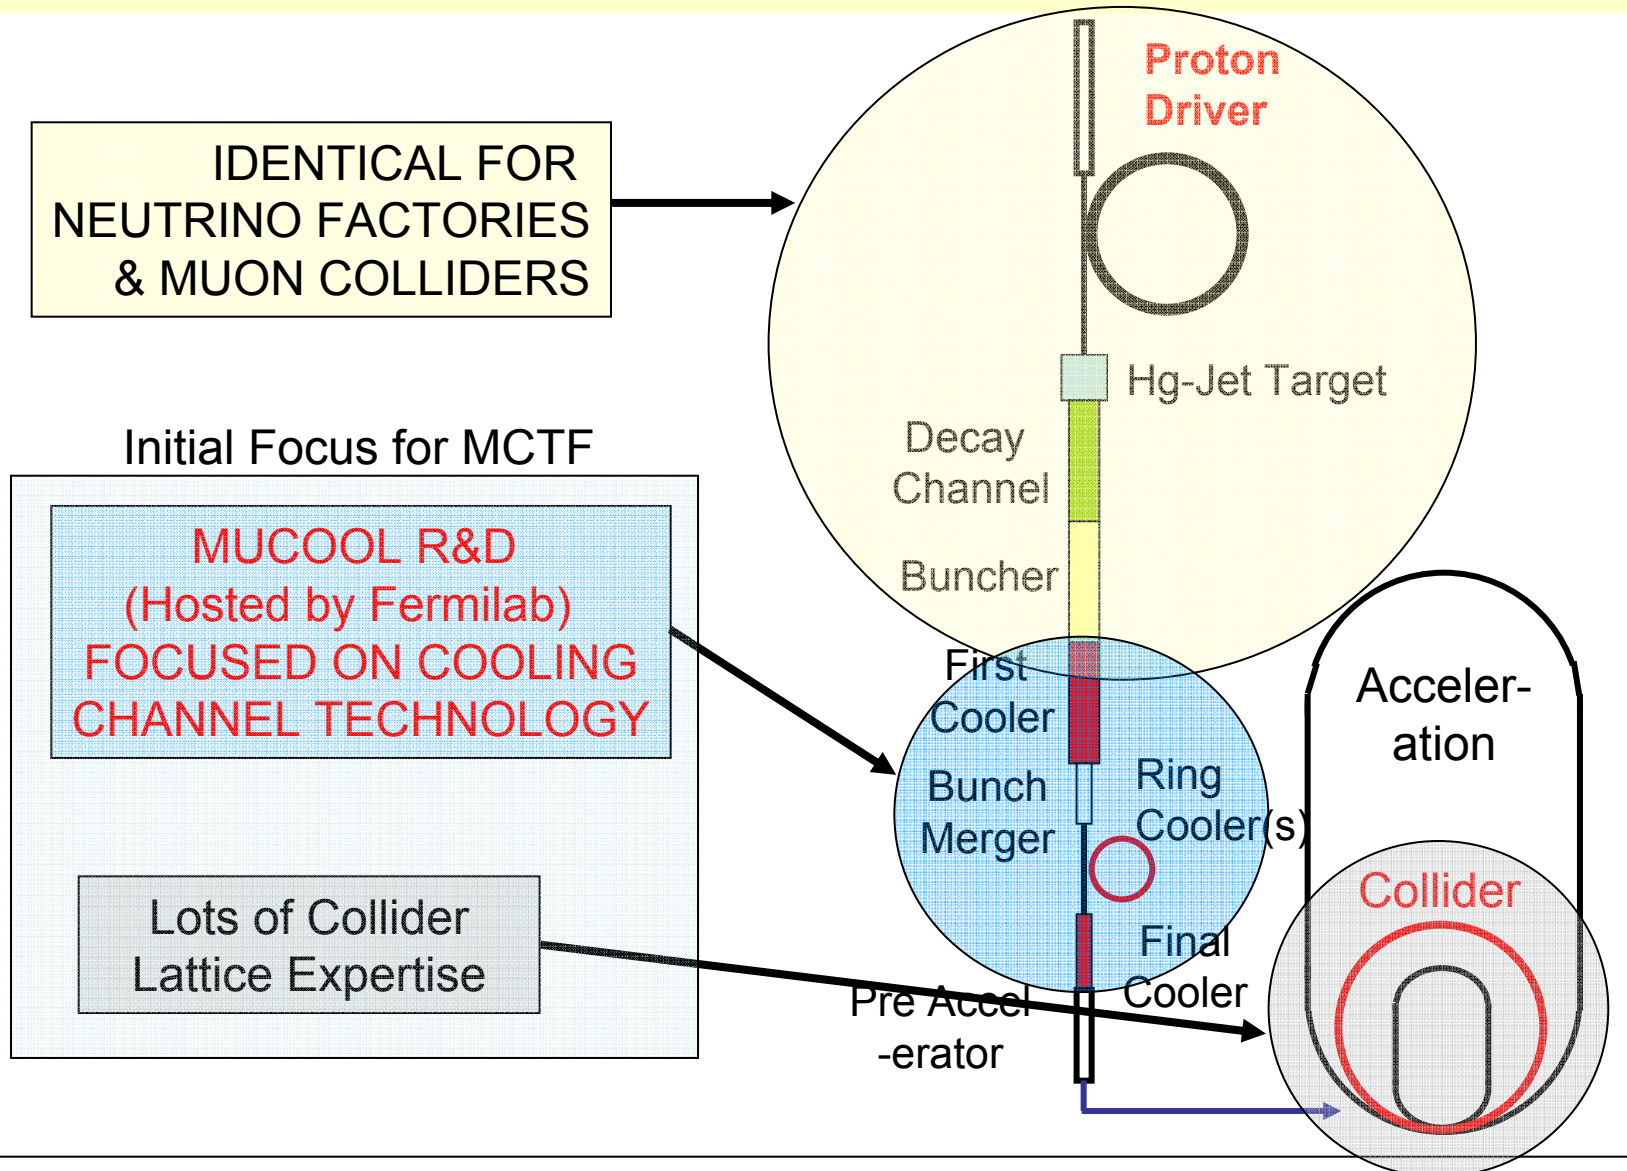 Proton
Driver
IDENTICAL FOR
NEUTRINO FACTORIES
& MUON COLLIDERS
Hg-Jet Target
Decay
Channel
Initial Focus for MCTF
MUCOOL R&D
(Hosted by Fermilab)
FOCUSED ON COOLING
CHANNEL TECHNOLOGY
Buncher
First
Cooler
Acceler-
ation
Bunch
Merger
Ring
Cooler(s)
Collider
Lots of Collider
Lattice Expertise
Final
Cooler
Pre Accel
-erator